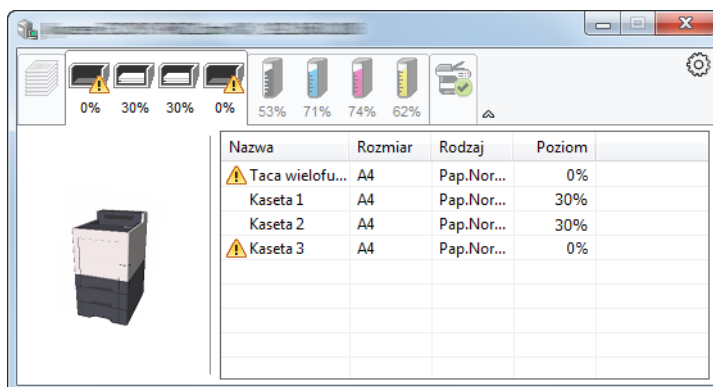 0% 30% 30% 0% 53% 71% 74% 62%
Nazwa Rozmiar Rodzaj Poziom
Taca wielofu... A4 Pap.Nor... 0%
Kaseta 1 A4 Pap.Nor... 30%
Kaseta 2 A4 Pap.Nor... 30%
Kaseta 3 A4 Pap.Nor... 0%